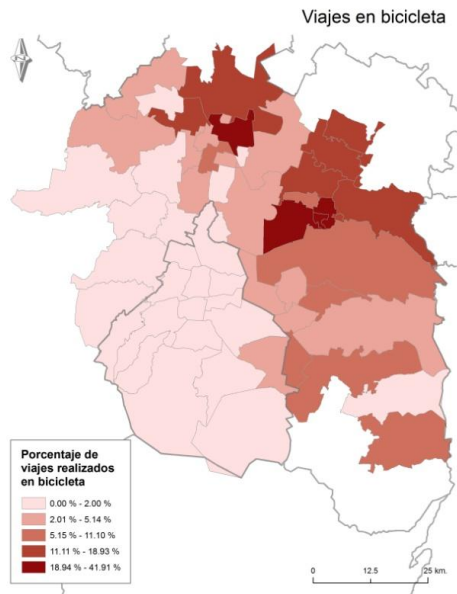 Viajes en bicicleta
Porcentaje de
viajes realizados
en bicicleta
0.00 % - 2.00 %
2.01 % - 5.14 %
5.15 % - 11.10 %
11.11 % - 18.93 %
18.94 % - 41.91 %
0 12.5 25 km.